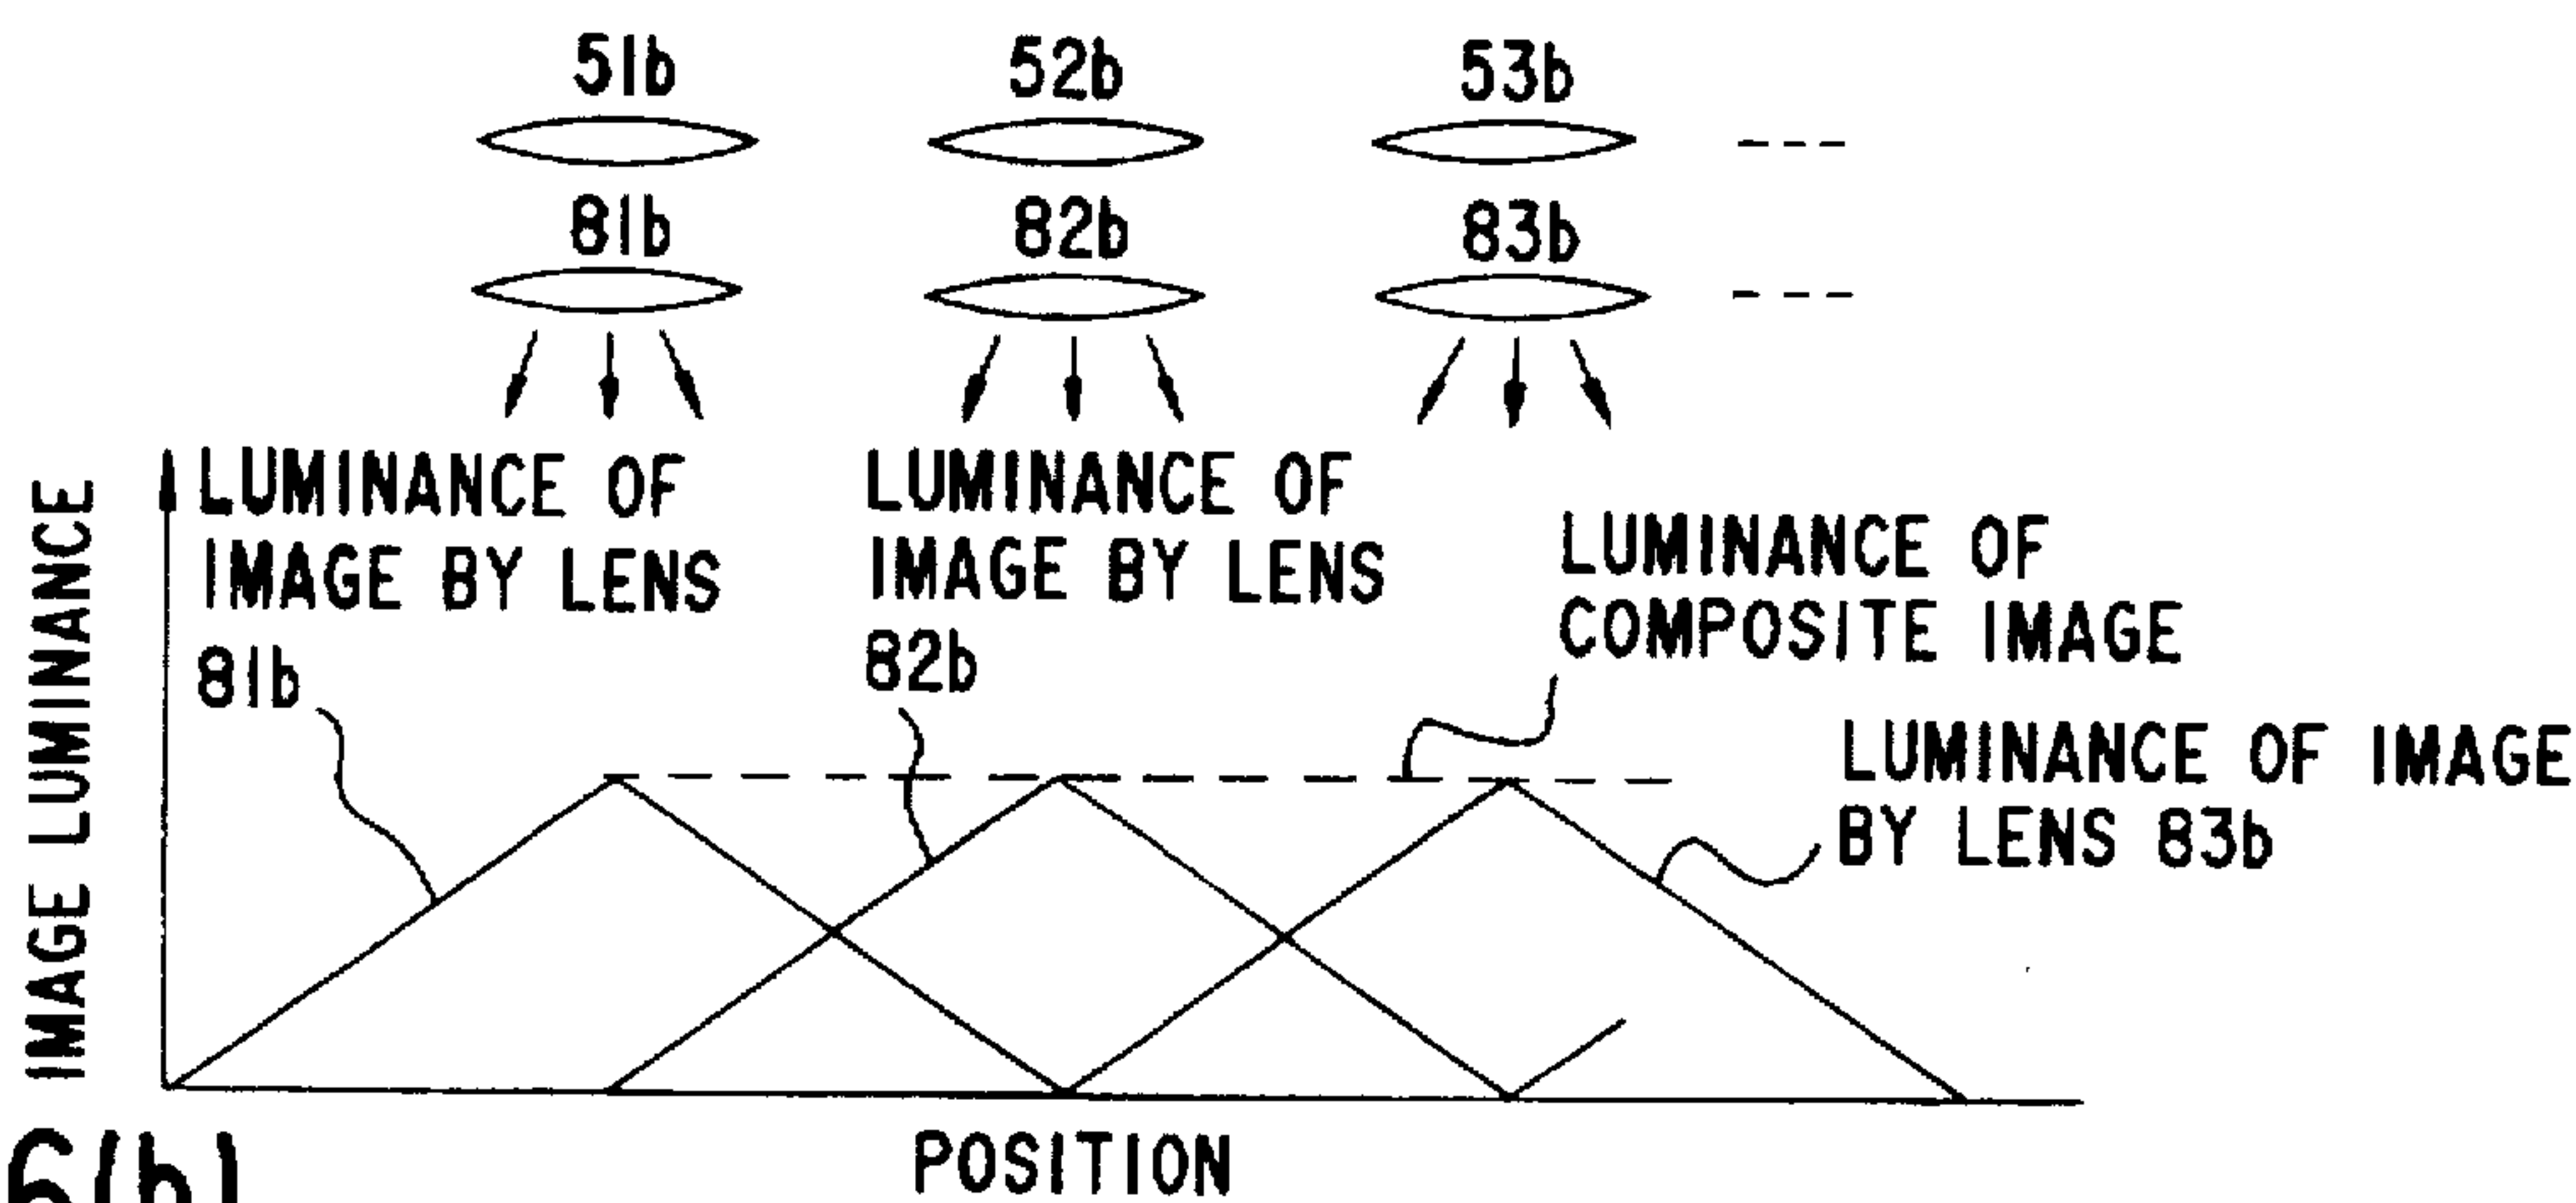 51b 52b 53b
81b 82b 83b
LUMINANCE OF
IMAGE BY LENS
81b
LUMINANCE OF
IMAGE BY LENS
82b
LUMINANCE OF
COMPOSITE IMAGE
LUMINANCE OF IMAGE
BY LENS 83b
IMAGE LUMINANCE
POSITION
6(b)